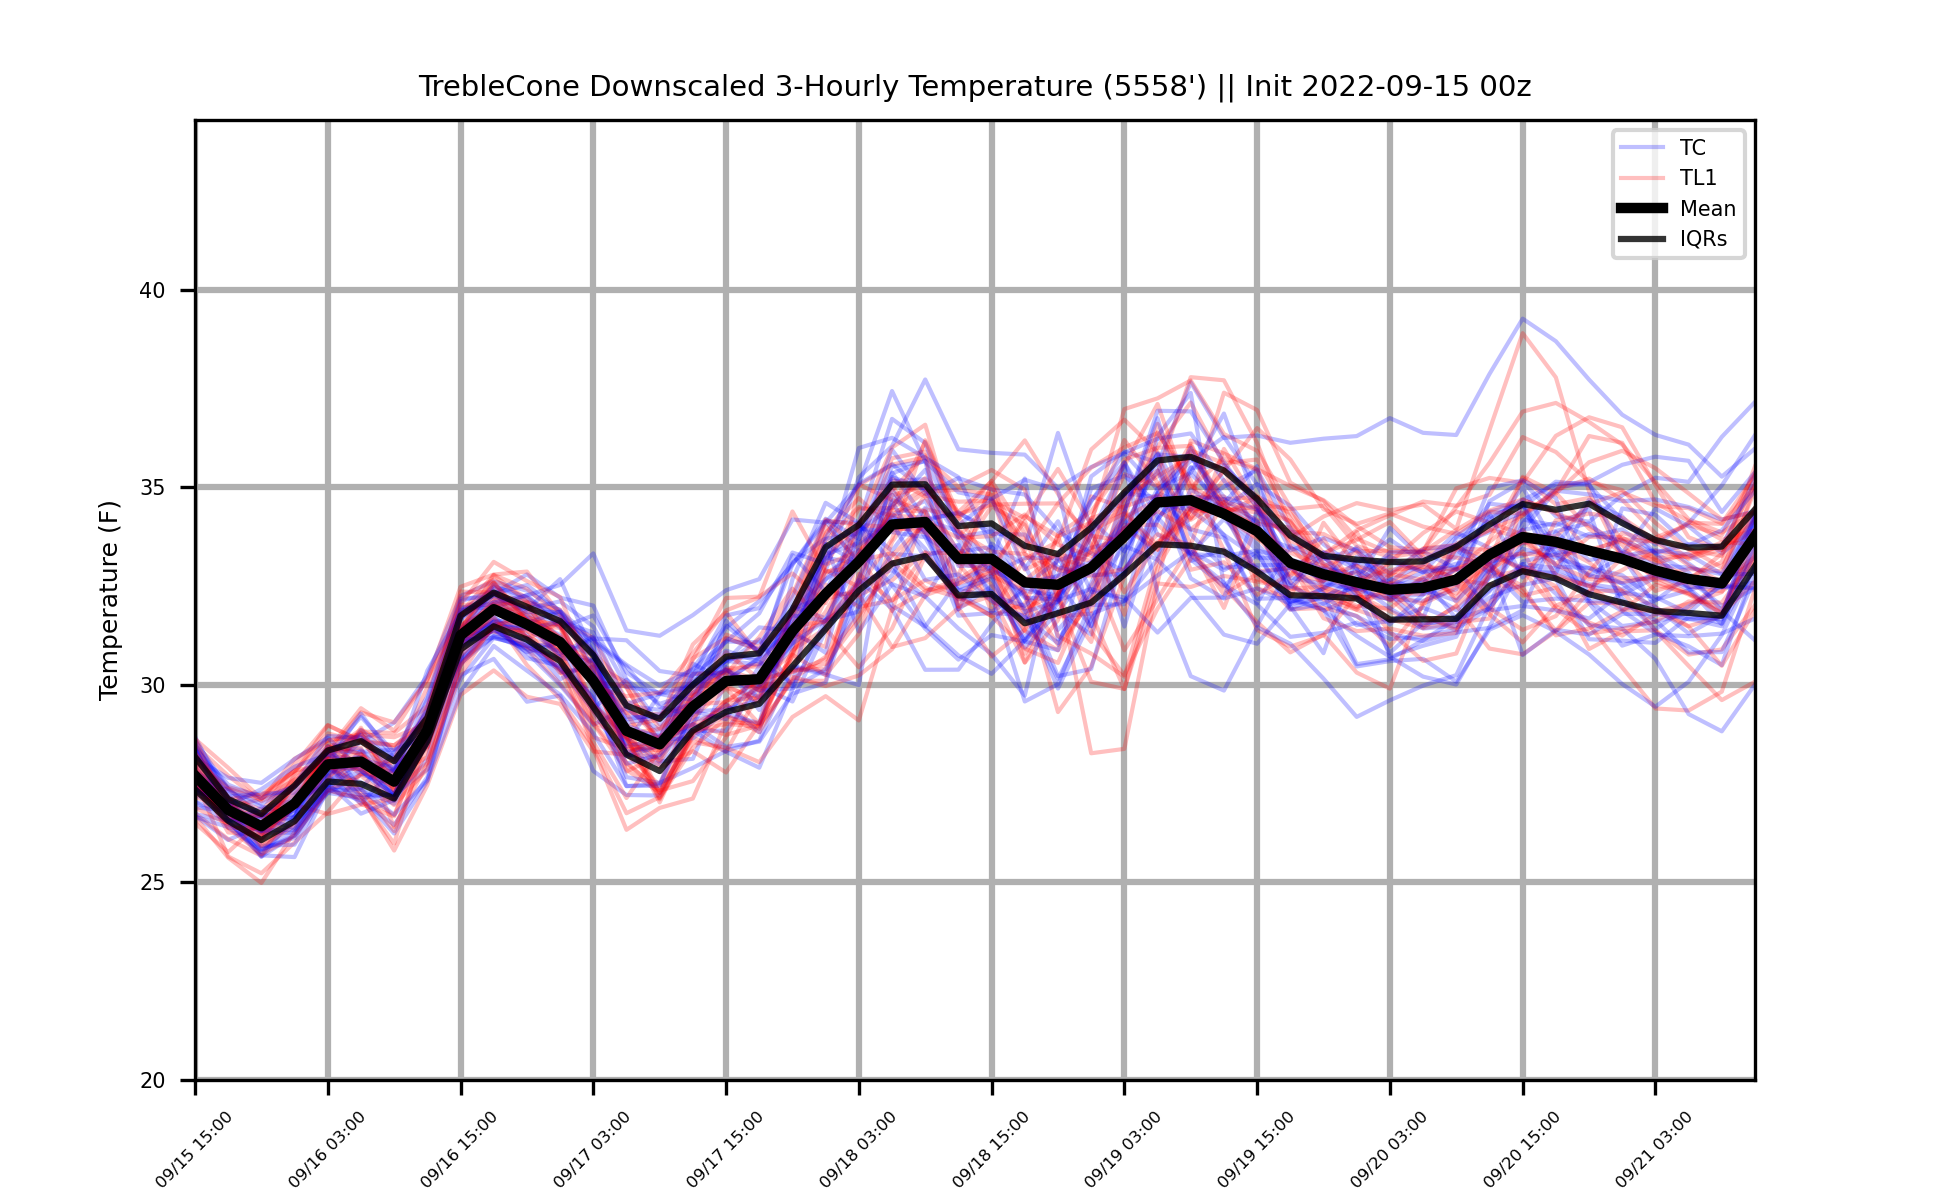 TrebleCone Downscaled 3-Hourly Temperature (5558') || Init 2022-09-15 00z
TC
TL1
Mean
IQRs
Temperature (F)
40
35
30
25
20
09/15 15:00
09/16 03:00
09/16 15:00
09/17 03:00
09/17 15:00
09/18 03:00
09/18 15:00
09/19 03:00
09/19 15:00
09/20 03:00
09/20 15:00
09/21 03:00